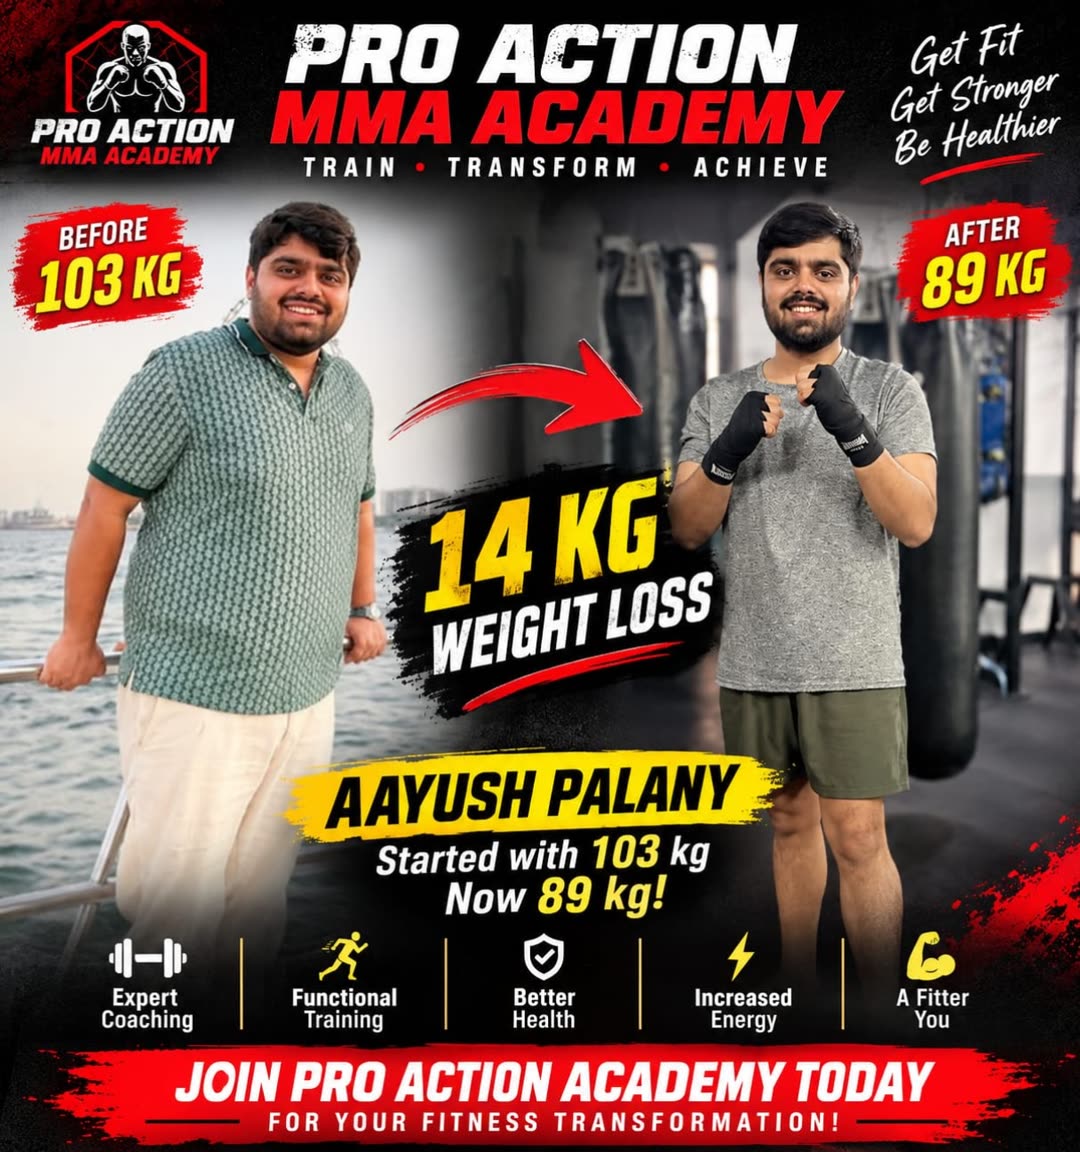 PRO ACTION
MMA ACADEMY
PRO ACTION
MMA ACADEMY
TRAIN • TRANSFORM • ACHIEVE
Get Fit
Get Stronger
Be Healthier
BEFORE
103 KG
AFTER
89 KG
14 KG
WEIGHT LOSS
AAYUSH PALANY
Started with 103 kg
Now 89 kg!
Expert
Coaching
Functional
Training
Better
Health
Increased
Energy
A Fitter
You
JOIN PRO ACTION ACADEMY TODAY
FOR YOUR FITNESS TRANSFORMATION!